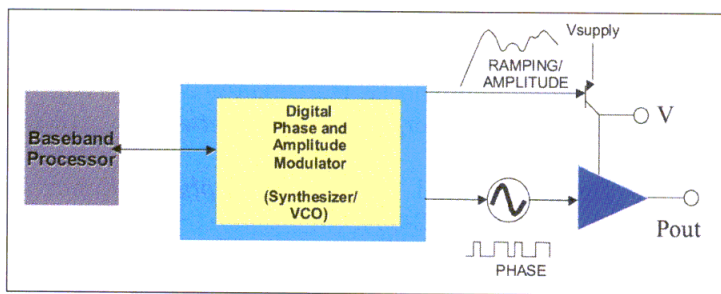 Vsupply
RAMPING/
AMPLITUDE
Baseband
Processor
Digital
Phase and
Amplitude
Modulator
(Synthesizer/
VCO)
V
Pout
PHASE